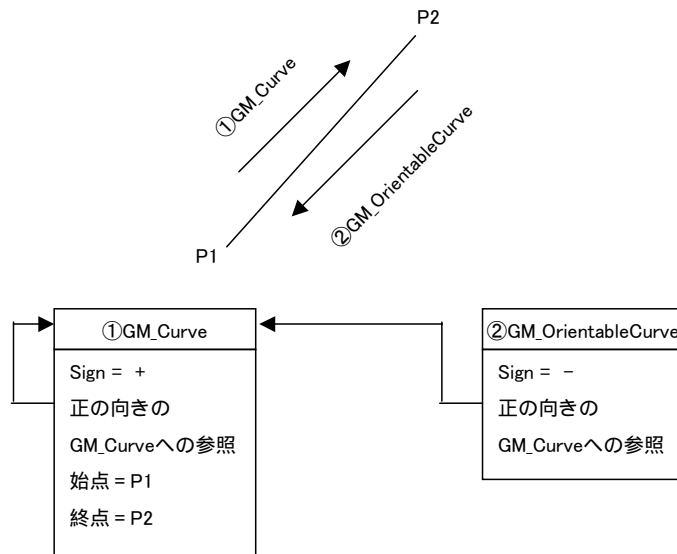 P2
①GM_Curve
②GM_OrientableCurve
P1
①GM_Curve
Sign = +
正の向きの
GM_Curveへの参照
始点 = P1
終点 = P2
②GM_OrientableCurve
Sign = -
正の向きの
GM_Curveへの参照